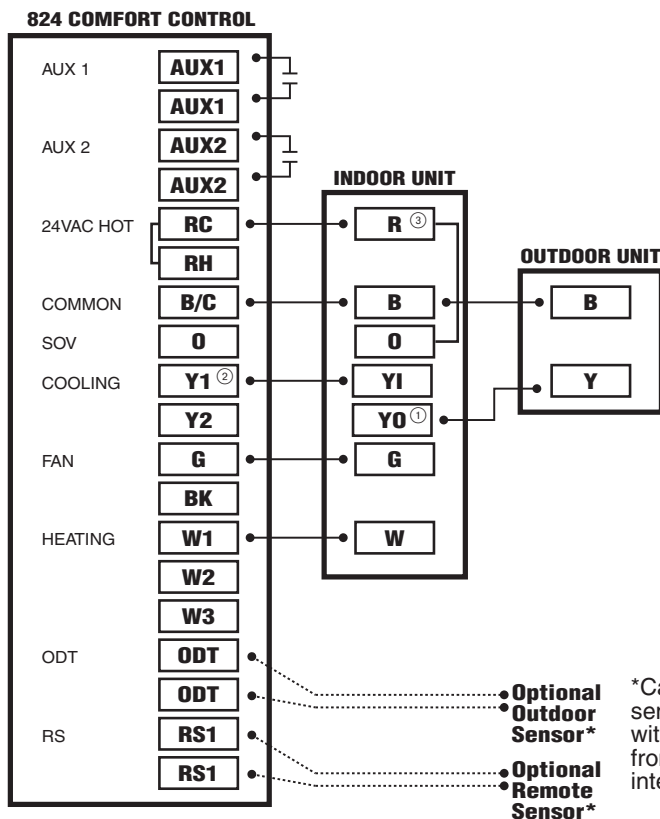 824 COMFORT CONTROL
AUX 1 AUX1
AUX1
AUX 2 AUX2
AUX2
INDOOR UNIT
24VAC HOT RC R ③
RH
OUTDOOR UNIT
COMMON B/C B B
SOV O O
COOLING Y1 ② YI Y
Y2 YO ①
FAN G G
BK
HEATING W1 W
W2
W3
ODT ODT
ODT
RS RS1
RS1
Optional
Outdoor
Sensor*
Optional
Remote
Sensor*